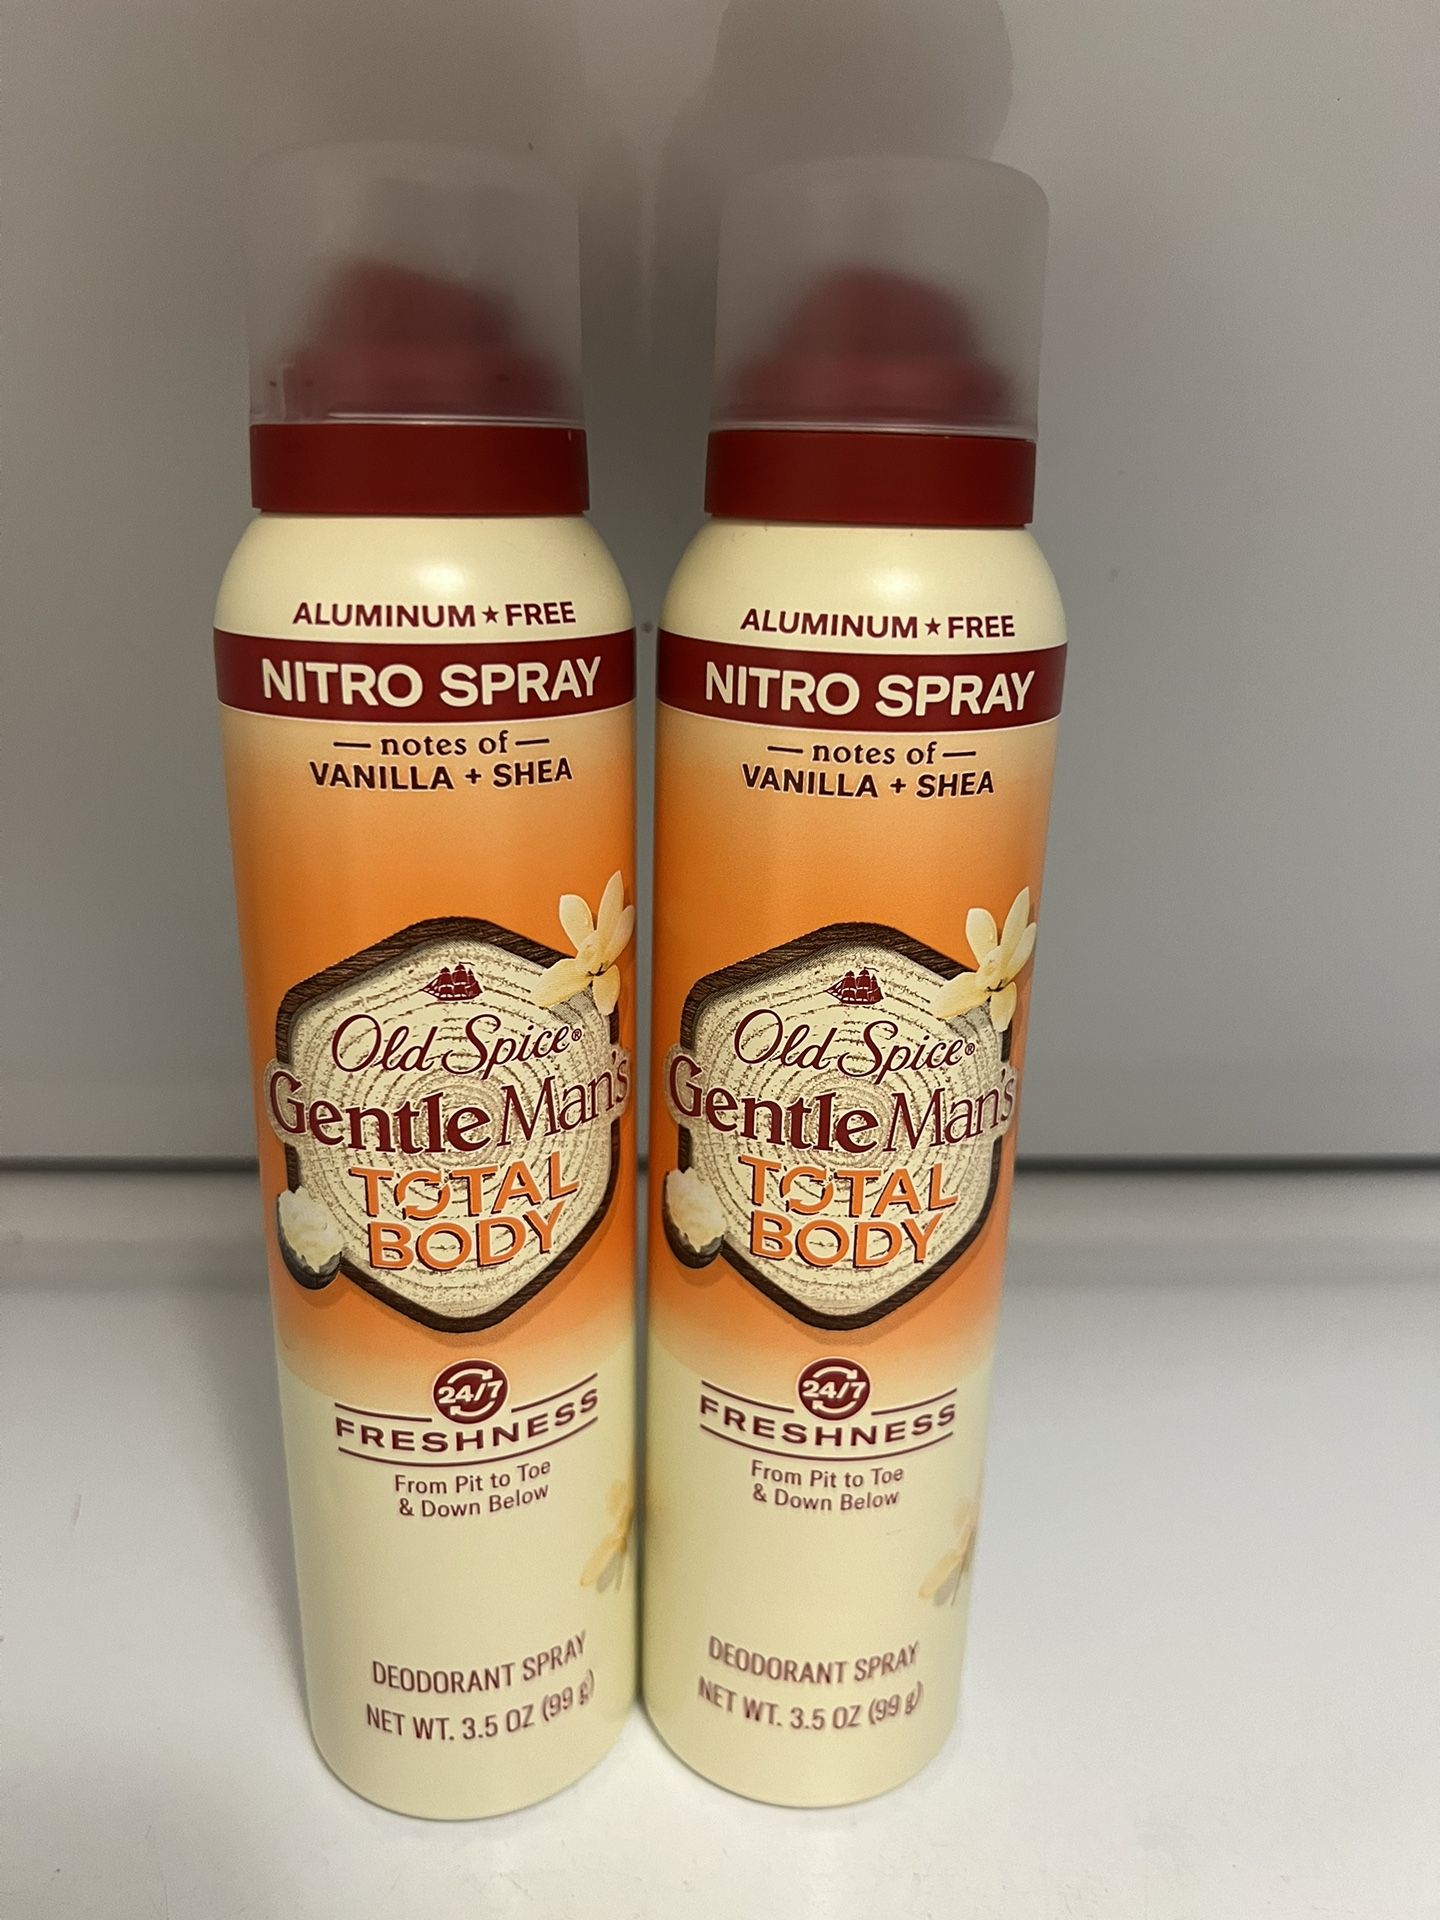 ALUMINUM ★ FREE
NITRO SPRAY
— notes of —
VANILLA + SHEA
Old Spice®
GentleMan's
TOTAL
BODY
24/7
FRESHNESS
From Pit to Toe
& Down Below
DEODORANT SPRAY
NET WT. 3.5 OZ (99 g)
ALUMINUM ★ FREE
NITRO SPRAY
— notes of —
VANILLA + SHEA
Old Spice®
GentleMan's
TOTAL
BODY
24/7
FRESHNESS
From Pit to Toe
& Down Below
DEODORANT SPRAY
NET WT. 3.5 OZ (99 g)